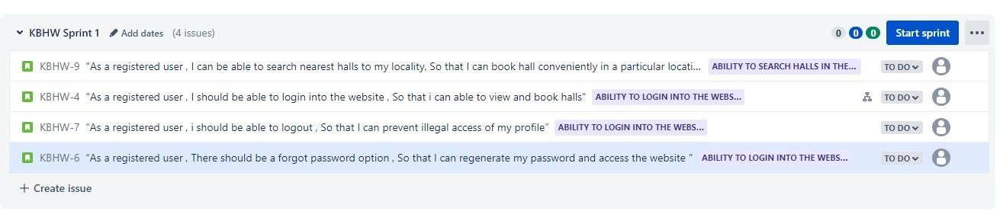 KBHW Sprint 1 Add dates (4 issues) 0 0 0 Start sprint
KBHW-9 "As a registered user , I can be able to search nearest halls to my locality, So that I can book hall conveniently in a particular locati... ABILITY TO SEARCH HALLS IN THE... TO DO
KBHW-4 "As a registered user , I should be able to login into the website , So that i can able to view and book halls" ABILITY TO LOGIN INTO THE WEBS... TO DO
KBHW-7 “As a registered user , i should be able to logout , So that I can prevent illegal access of my profile” ABILITY TO LOGIN INTO THE WEBS... TO DO
KBHW-6 “As a registered user , There should be a forgot password option , So that I can regenerate my password and access the website ” ABILITY TO LOGIN INTO THE WEBS... TO DO
+ Create issue